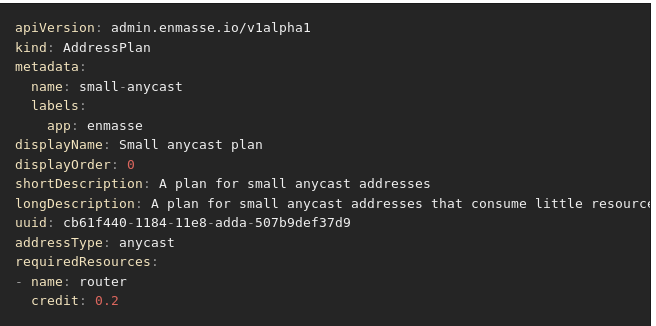 apiVersion: admin.enmasse.io/v1alpha1
kind: AddressPlan
metadata:
  name: small-anycast
  labels:
    app: enmasse
displayName: Small anycast plan
displayOrder: 0
shortDescription: A plan for small anycast addresses
longDescription: A plan for small anycast addresses that consume little resource
uuid: cb61f440-1184-11e8-adda-507b9def37d9
addressType: anycast
requiredResources:
- name: router
  credit: 0.2